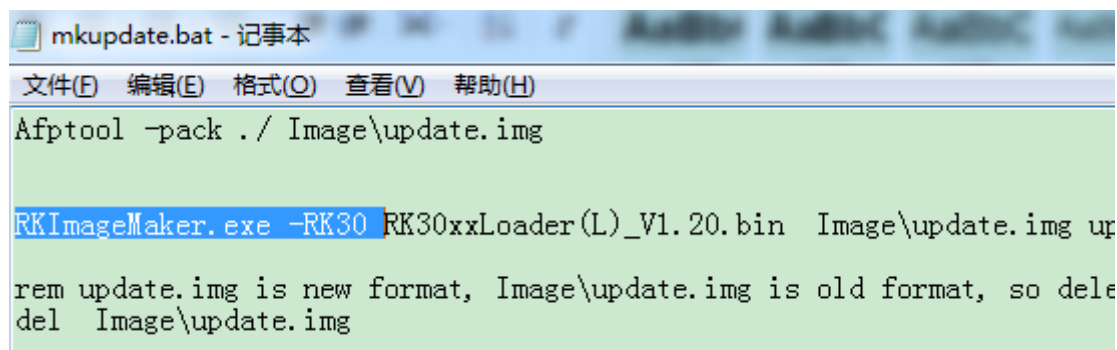 mkupdate.bat - 记事本
文件(F) 编辑(E) 格式(O) 查看(V) 帮助(H)
Afptool -pack ./ Image\update.img
RKImageMaker.exe -RK30 RK30xxLoader(L)_V1.20.bin  Image\update.img up
rem update.img is new format, Image\update.img is old format, so dele
del  Image\update.img